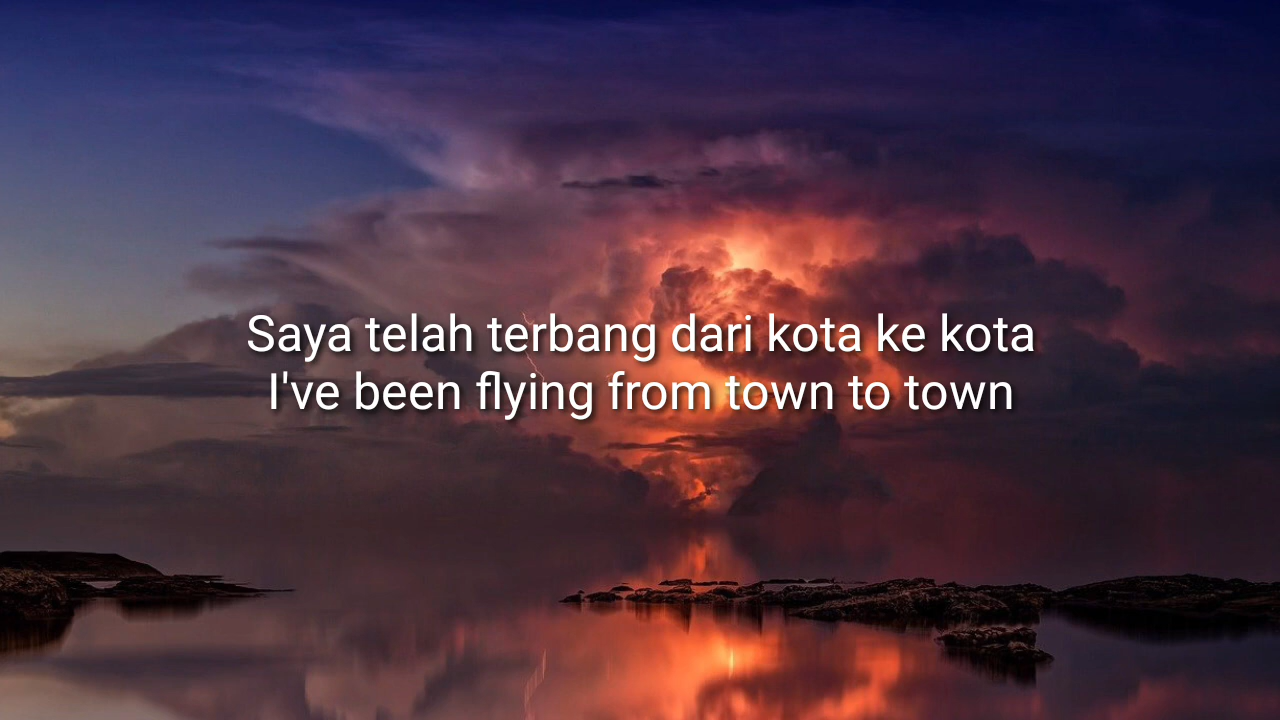 Saya telah terbang dari kota ke kota
I've been flying from town to town